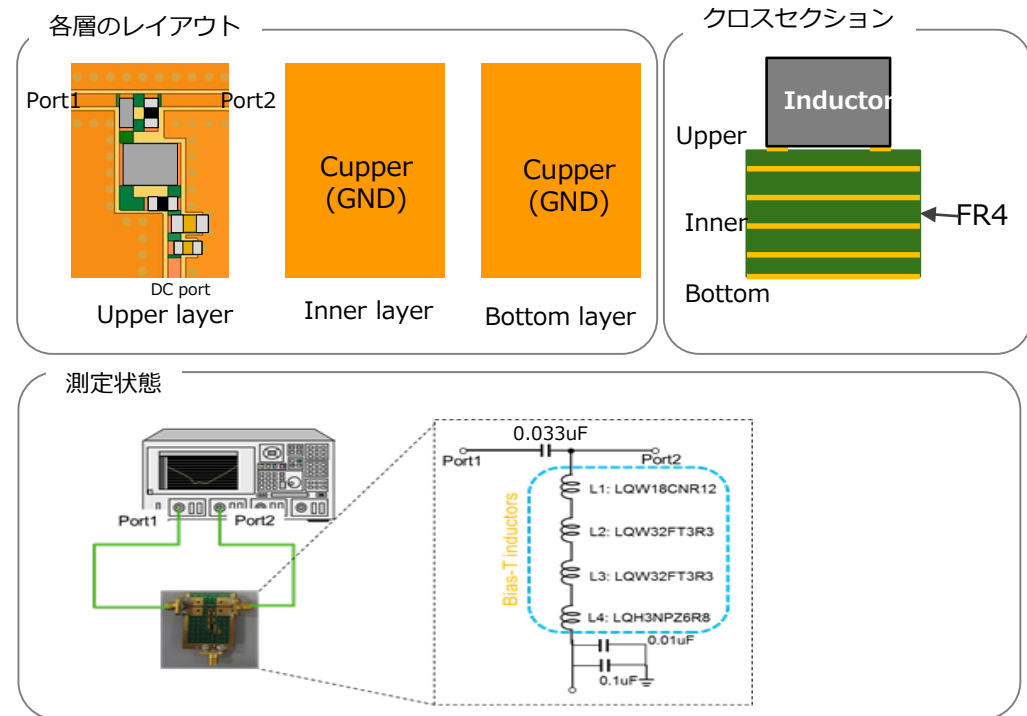 各層のレイアウト
Port1
Port2
DC port
Upper layer
Cupper
(GND)
Inner layer
Cupper
(GND)
Bottom layer
クロスセクション
Inductor
Upper
Inner
Bottom
FR4
測定状態
Port1
Port2
0.033uF
Port1
Port2
Bias-T inductors
L1: LQW18CNR12
L2: LQW32FT3R3
L3: LQW32FT3R3
L4: LQH3NPZ6R8
0.01uF
0.1uF